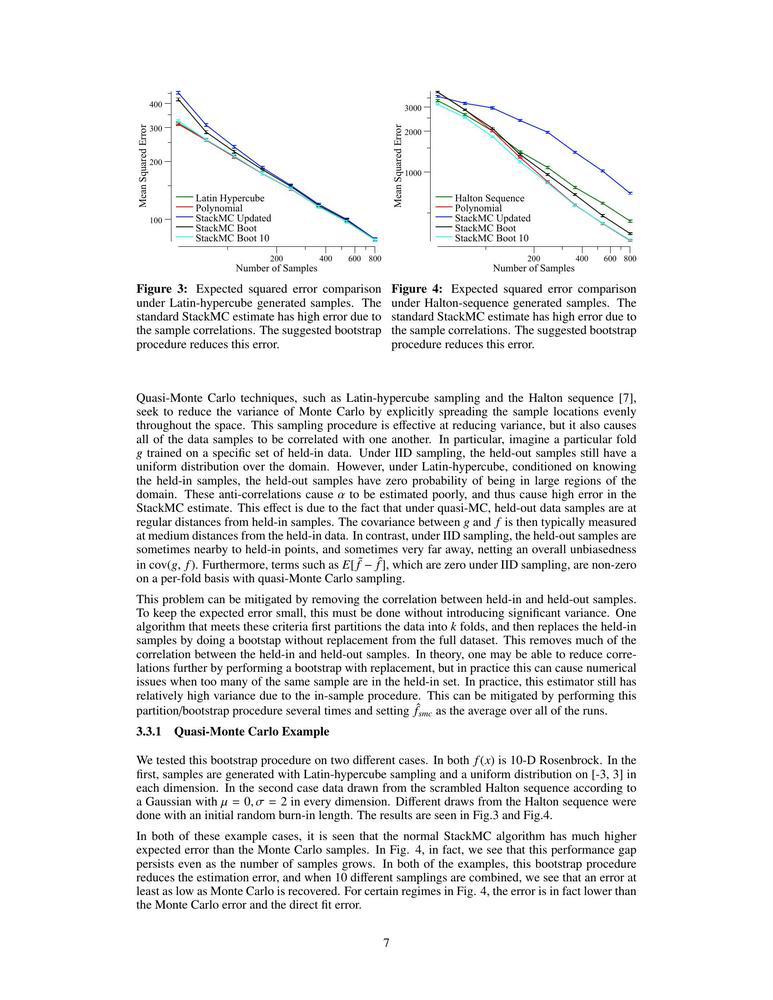 400
300
200
100
Mean Squared Error
Latin Hypercube
Polynomial
StackMC Updated
StackMC Boot
StackMC Boot 10
200 400 600 800
Number of Samples
3000
2000
1000
Mean Squared Error
Halton Sequence
Polynomial
StackMC Updated
StackMC Boot
StackMC Boot 10
200 400 600 800
Number of Samples
Figure 3: Expected squared error comparison
under Latin-hypercube generated samples. The
standard StackMC estimate has high error due to
the sample correlations. The suggested bootstrap
procedure reduces this error.
Figure 4: Expected squared error comparison
under Halton-sequence generated samples. The
standard StackMC estimate has high error due to
the sample correlations. The suggested bootstrap
procedure reduces this error.
Quasi-Monte Carlo techniques, such as Latin-hypercube sampling and the Halton sequence [7],
seek to reduce the variance of Monte Carlo by explicitly spreading the sample locations evenly
throughout the space. This sampling procedure is effective at reducing variance, but it also causes
all of the data samples to be correlated with one another. In particular, imagine a particular fold
g trained on a specific set of held-in data. Under IID sampling, the held-out samples still have a
uniform distribution over the domain. However, under Latin-hypercube, conditioned on knowing
the held-in samples, the held-out samples have zero probability of being in large regions of the
domain. These anti-correlations cause α to be estimated poorly, and thus cause high error in the
StackMC estimate. This effect is due to the fact that under quasi-MC, held-out data samples are at
regular distances from held-in samples. The covariance between g and f is then typically measured
at medium distances from the held-in data. In contrast, under IID sampling, the held-out samples are
sometimes nearby to held-in points, and sometimes very far away, netting an overall unbiasedness
in cov(g, f). Furthermore, terms such as E[f̃ − f̂], which are zero under IID sampling, are non-zero
on a per-fold basis with quasi-Monte Carlo sampling.
This problem can be mitigated by removing the correlation between held-in and held-out samples.
To keep the expected error small, this must be done without introducing significant variance. One
algorithm that meets these criteria first partitions the data into k folds, and then replaces the held-in
samples by doing a bootstap without replacement from the full dataset. This removes much of the
correlation between the held-in and held-out samples. In theory, one may be able to reduce corre-
lations further by performing a bootstrap with replacement, but in practice this can cause numerical
issues when too many of the same sample are in the held-in set. In practice, this estimator still has
relatively high variance due to the in-sample procedure. This can be mitigated by performing this
partition/bootstrap procedure several times and setting f̂smc as the average over all of the runs.
3.3.1 Quasi-Monte Carlo Example
We tested this bootstrap procedure on two different cases. In both f(x) is 10-D Rosenbrock. In the
first, samples are generated with Latin-hypercube sampling and a uniform distribution on [-3, 3] in
each dimension. In the second case data drawn from the scrambled Halton sequence according to
a Gaussian with μ = 0, σ = 2 in every dimension. Different draws from the Halton sequence were
done with an initial random burn-in length. The results are seen in Fig.3 and Fig.4.
In both of these example cases, it is seen that the normal StackMC algorithm has much higher
expected error than the Monte Carlo samples. In Fig. 4, in fact, we see that this performance gap
persists even as the number of samples grows. In both of the examples, this bootstrap procedure
reduces the estimation error, and when 10 different samplings are combined, we see that an error at
least as low as Monte Carlo is recovered. For certain regimes in Fig. 4, the error is in fact lower than
the Monte Carlo error and the direct fit error.
7